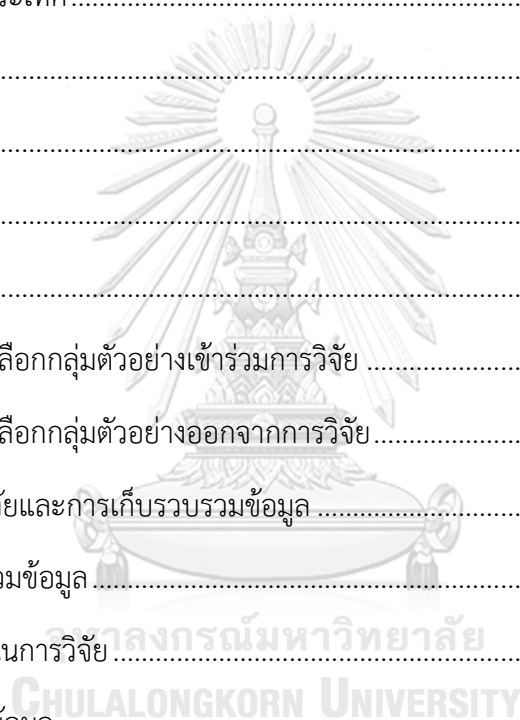 ................................................
................................................
................................................
................................................
ลือกกลุ่มตัวอย่างเข้าร่วมการวิจัย ......................
ลือกกลุ่มตัวอย่างออกจากการวิจัย......................
ัยและการเก็บรวบรวมข้อมูล ............................
วมข้อมูล................................................
จุฬาลงกรณ์มหาวิทยาลัย
นการวิจัย................................................
CHULALONGKORN UNIVERSITY